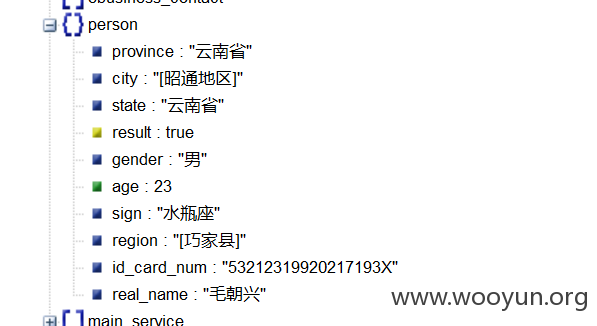 person
province : "云南省"
city : "[昭通地区]"
state : "云南省"
result : true
gender : "男"
age : 23
sign : "水瓶座"
region : "[巧家县]"
id_card_num : "53212319920217193X"
real_name : "毛朝兴"
www.wooyun.org
main_service